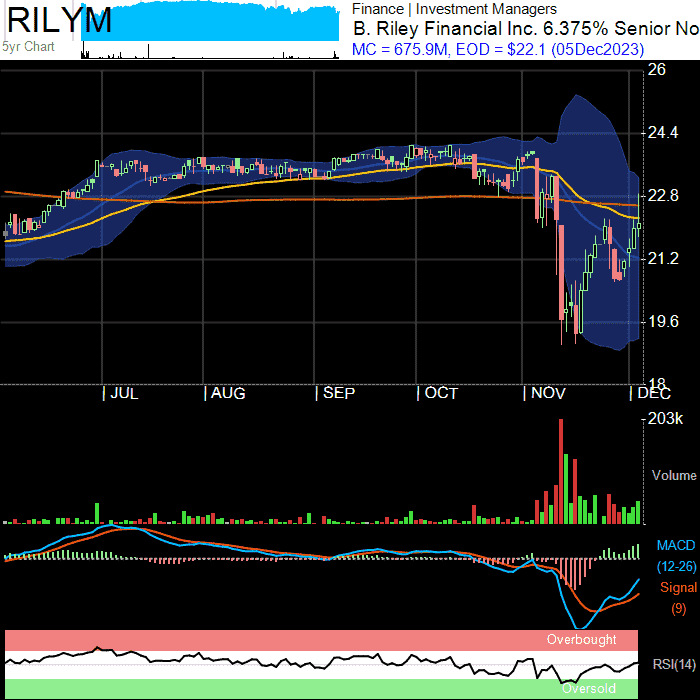 RILYM
5yr Chart
Finance | Investment Managers
B. Riley Financial Inc. 6.375% Senior No
MC = 675.9M, EOD = $22.1 (05Dec2023)
26
24.4
22.8
21.2
19.6
18
JUL AUG SEP OCT NOV DEC
203k
Volume
MACD
(12-26)
Signal
(9)
Overbought
RSI(14)
Oversold